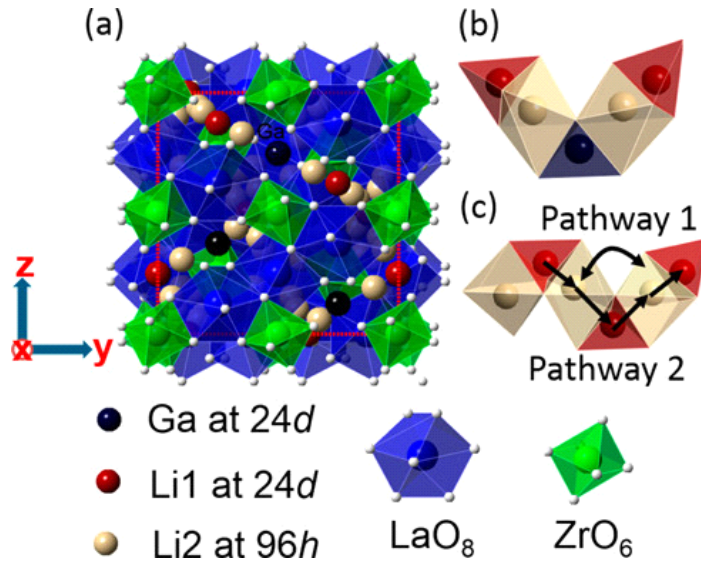 (a)
(b)
Ga
(c)
Pathway 1
z
x y
Pathway 2
Ga at 24d
Li1 at 24d
Li2 at 96h
LaO₈
ZrO₆